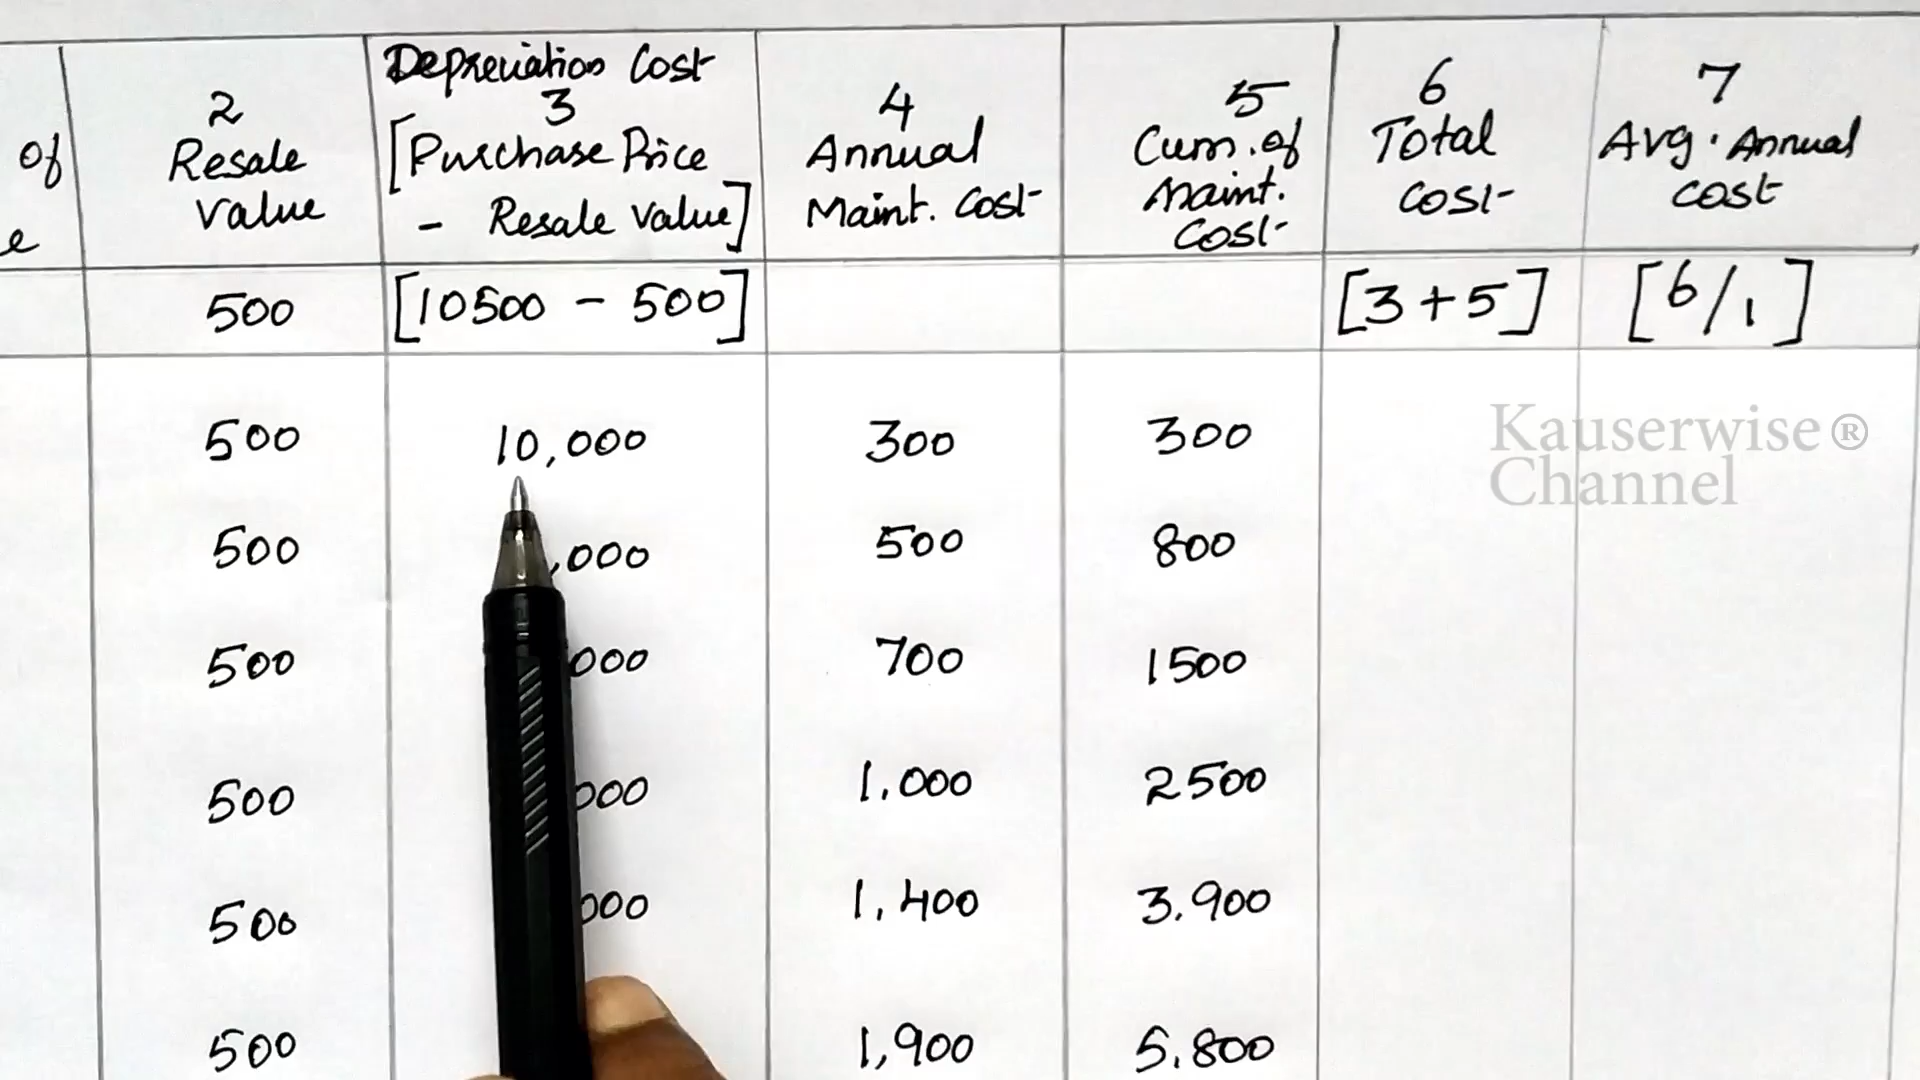 Depreciation Cost
2 3 4 5 6 7
of Resale [Purchase Price Annual Cum. of Total Avg. Annual
e Value - Resale Value] Maint. Cost Maint. Cost Cost Cost
500 [10500 - 500] [3+5] [6/1]
500 10,000 300 300
500 ,000 500 800
500 000 700 1500
500 000 1.000 2500
500 000 1,400 3.900
500 1,900 5.800
Kauserwise®
Channel